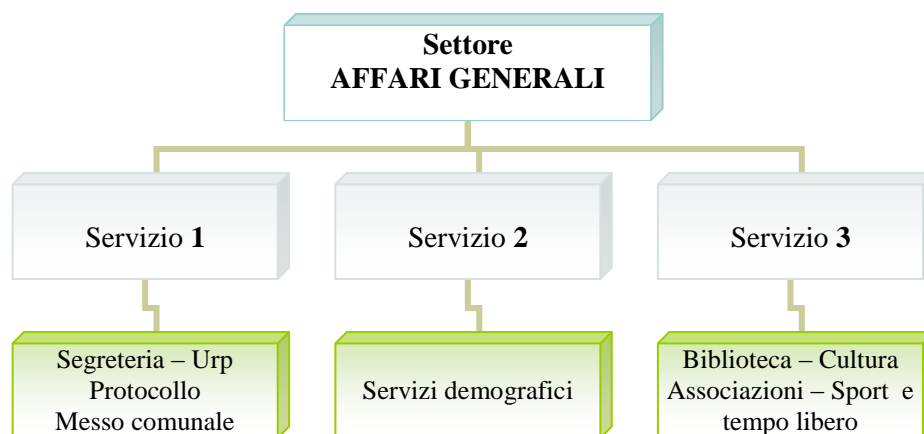 Settore
AFFARI GENERALI
Servizio 1
Servizio 2
Servizio 3
Segreteria – Urp
Protocollo
Messo comunale
Servizi demografici
Biblioteca – Cultura
Associazioni – Sport e
tempo libero